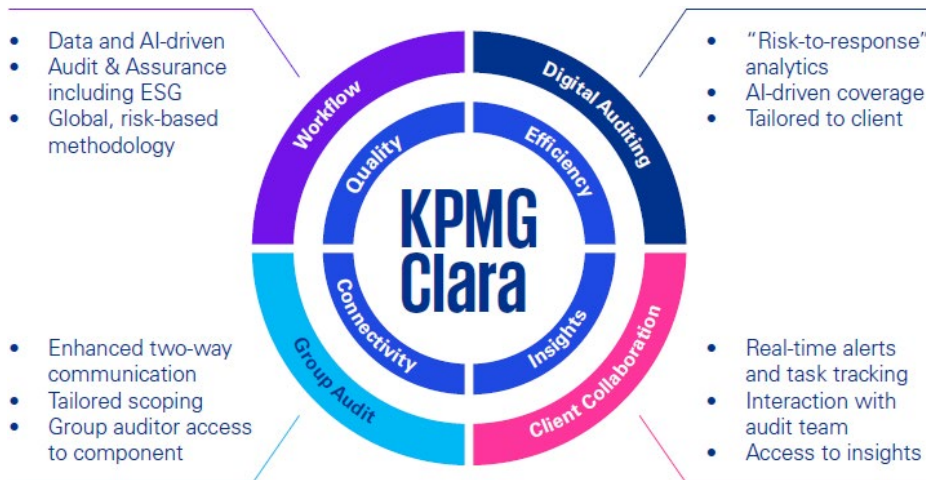 • Data and AI-driven
• Audit & Assurance
including ESG
• Global, risk-based
methodology
Workflow
Digital Auditing
• “Risk-to-response”
analytics
• AI-driven coverage
• Tailored to client
Quality
Efficiency
KPMG
Clara
Connectivity
Insights
Group Audit
Client Collaboration
• Enhanced two-way
communication
• Tailored scoping
• Group auditor access
to component
• Real-time alerts
and task tracking
• Interaction with
audit team
• Access to insights